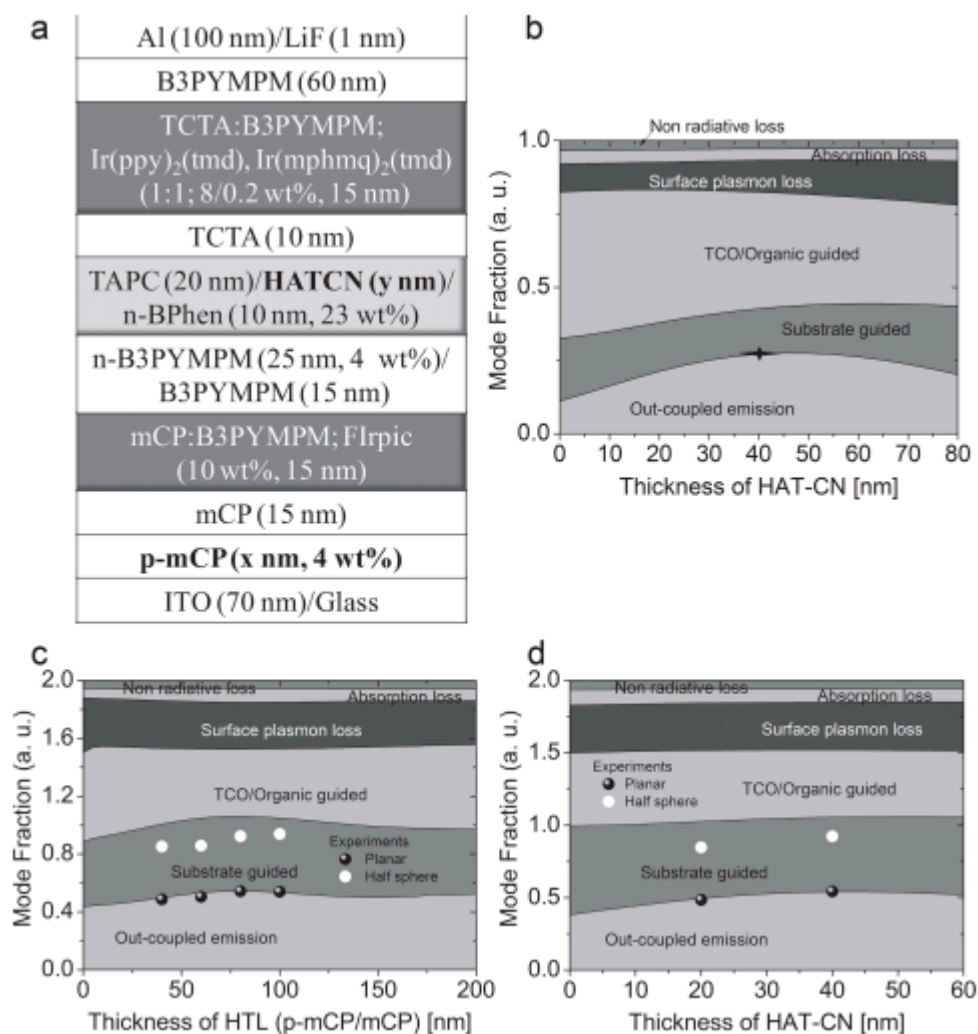 a
Al (100 nm)/LiF (1 nm)
B3PYMPM (60 nm)
TCTA:B3PYMPM;
Ir(ppy)₂(tmd), Ir(mphmq)₂(tmd)
(1:1; 8/0.2 wt%, 15 nm)
TCTA (10 nm)
TAPC (20 nm)/HATCN (y nm)/
n-BPhen (10 nm, 23 wt%)
n-B3PYMPM (25 nm, 4 wt%)/
B3PYMPM (15 nm)
mCP:B3PYMPM; FIrpic
(10 wt%, 15 nm)
mCP (15 nm)
p-mCP (x nm, 4 wt%)
ITO (70 nm)/Glass
b
Non radiative loss
Absorption loss
Surface plasmon loss
TCO/Organic guided
Substrate guided
Out-coupled emission
1.0
0.5
0.0
Mode Fraction (a. u.)
0 10 20 30 40 50 60 70 80
Thickness of HAT-CN [nm]
c
Non radiative loss
Absorption loss
Surface plasmon loss
TCO/Organic guided
Experiments
Planar
Half sphere
Substrate guided
Out-coupled emission
2.0
1.6
1.2
0.8
0.4
0.0
Mode Fraction (a. u.)
0 50 100 150 200
Thickness of HTL (p-mCP/mCP) [nm]
d
Non radiative loss
Absorption loss
Surface plasmon loss
Experiments
Planar
Half sphere
TCO/Organic guided
Substrate guided
Out-coupled emission
2.0
1.5
1.0
0.5
0.0
Mode Fraction (a. u.)
0 10 20 30 40 50 60
Thickness of HAT-CN [nm]